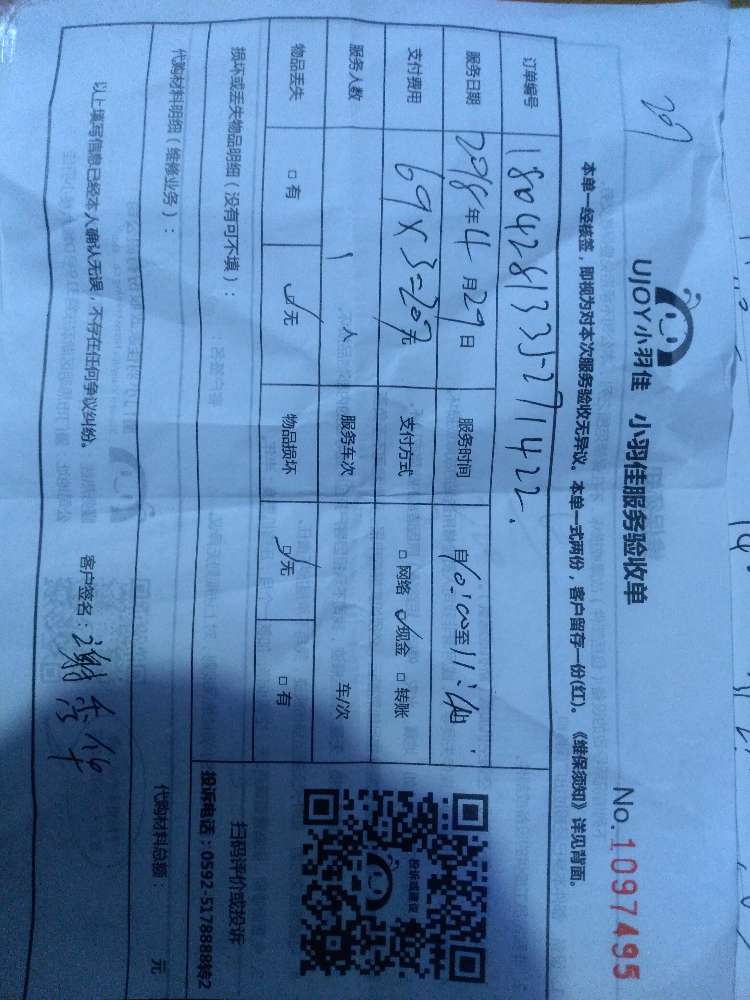 207
UJOY小羽佳 小羽佳服务验收单
No. 1097495
本单一经核签，即视为对本次服务验收无异议。本单一式两份，客户留存一份(红)。《维保须知》详见背面。
订单编号 1804281335271422.
服务日期 2018年4月29日 服务时间 自10:00至11:40
支付费用 69×3=207元 支付方式 □ 网络 ☑现金 □ 转账
服务人数 1 人 服务车次 车/次
物品丢失 □ 有 ☑无 物品损坏 ☑无 □ 有
损坏或丢失物品明细（没有可不填）：
投诉或建议
扫码评价或投诉
投诉电话：0592-5178888转2
代购材料明细（维修业务）：
代购材料总额： 元
以上填写信息已经本人确认无误，不存在任何争议纠纷。 客户签名：谢